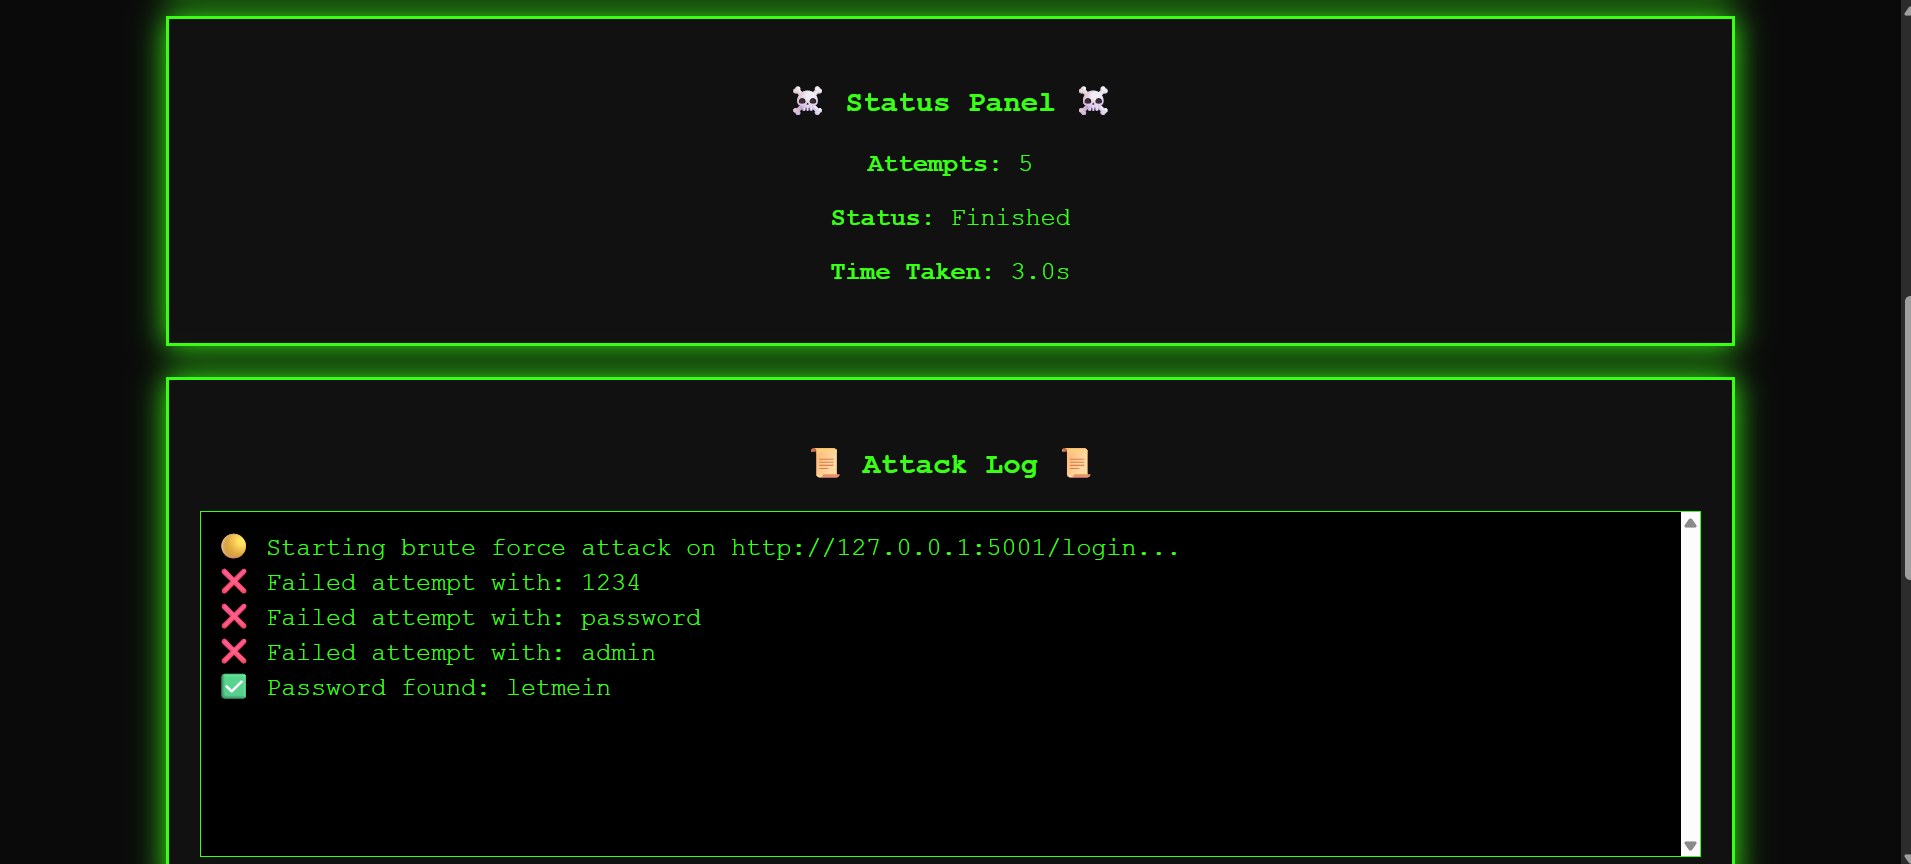 ☠️ Status Panel ☠️
Attempts: 5
Status: Finished
Time Taken: 3.0s
📜 Attack Log 📜
🟡 Starting brute force attack on http://127.0.0.1:5001/login...
❌ Failed attempt with: 1234
❌ Failed attempt with: password
❌ Failed attempt with: admin
✅ Password found: letmein